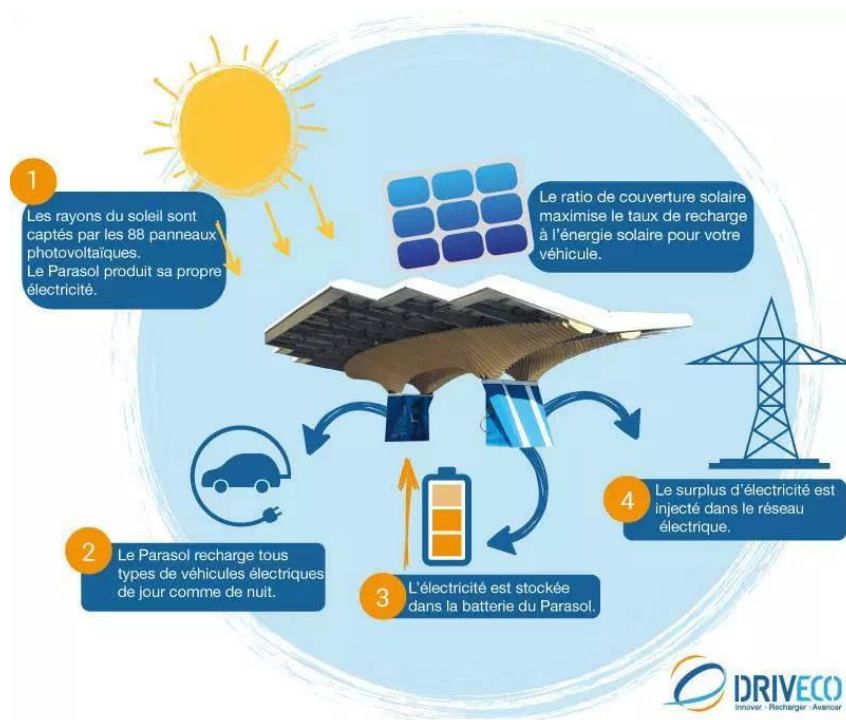 1
Les rayons du soleil sont
captés par les 88 panneaux
photovoltaïques.
Le Parasol produit sa propre
électricité.
Le ratio de couverture solaire
maximise le taux de recharge
à l'énergie solaire pour votre
véhicule.
2
Le Parasol recharge tous
types de véhicules électriques
de jour comme de nuit.
3
L'électricité est stockée
dans la batterie du Parasol.
4
Le surplus d'électricité est
injecté dans le réseau
électrique.
DRIVECO
Innover · Recharger · Avancer